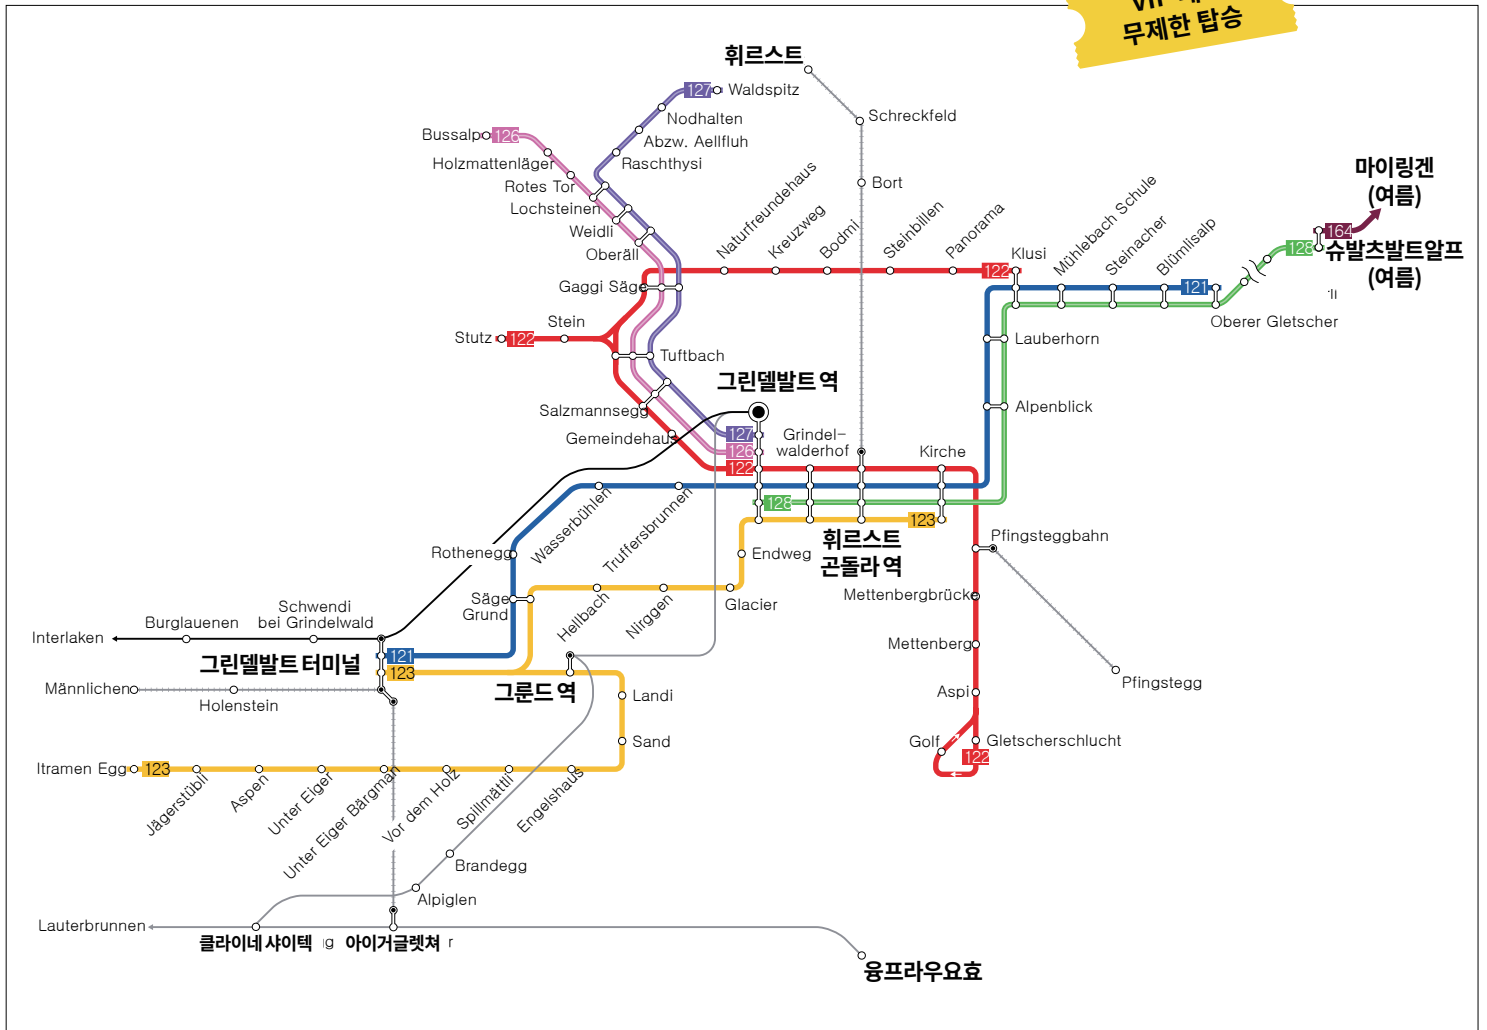 무제한 탑승
휘르스트
127
Waldspitz
Nodhalten
Schreckfeld
Bussalp
126
Abzw. Aellfluh
Holzmattenläger
Raschthysi
Rotes Tor
Lochsteinen
Weidli
Oberäll
Bort
마이링겐
(여름)
164
128
슈발츠발트알프
(여름)
Naturfreundehaus
Kreuzweg
Bodmi
Steinbillen
Panorama
122
Klusi
Mühlebach Schule
Steinacher
Blümlisalp
121
Oberer Gletscher
Gaggi Säge
Stein
Stutz
122
Tuftbach
Lauberhorn
그린델발트 역
Salzmannsegg
Alpenblick
Gemeindehaus
127
126
122
128
Grindel-
walderhof
Kirche
123
휘르스트
곤돌라 역
Wasserbühlen
Truffersbrunnen
Endweg
Pfingsteggbahn
Rothenegg
Säge
Grund
Hellbach
Nirggen
Glacier
Mettenbergbrücke
Schwendi
bei Grindelwald
Burglauenen
Interlaken
Mettenberg
그린델발트 터미널
121
123
Männlichen
Holenstein
그룬드 역
Landi
Aspi
Pfingstegg
Sand
Golf
Gletscherschlucht
122
Itramen Egg
123
Jägerstübli
Aspen
Unter Eiger
Unter Eiger Bärgman
Vor dem Holz
Spillmättli
Engelshaus
Brandegg
Alpiglen
Lauterbrunnen
클라이네 샤이텍
아이거글렛쳐
융프라우요효